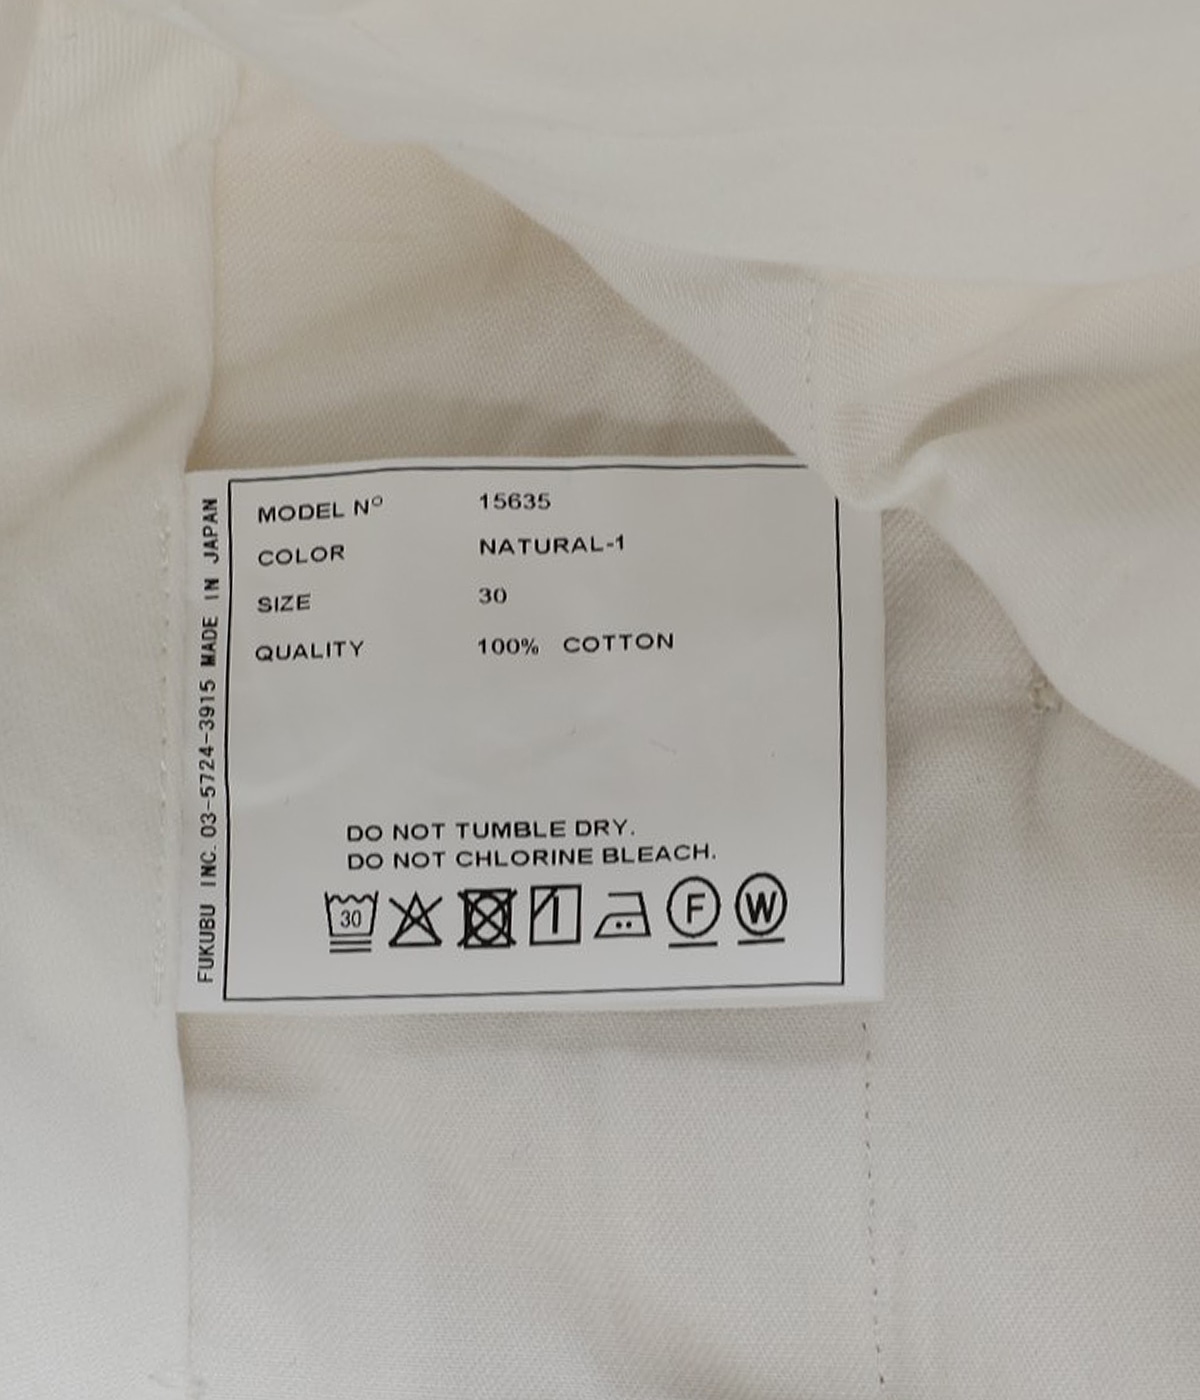 MODEL Nº 15635
COLOR NATURAL-1
SIZE 30
QUALITY 100% COTTON
DO NOT TUMBLE DRY.
DO NOT CHLORINE BLEACH.
30 F W
FUKUBU INC. 03-5724-3915 MADE IN JAPAN